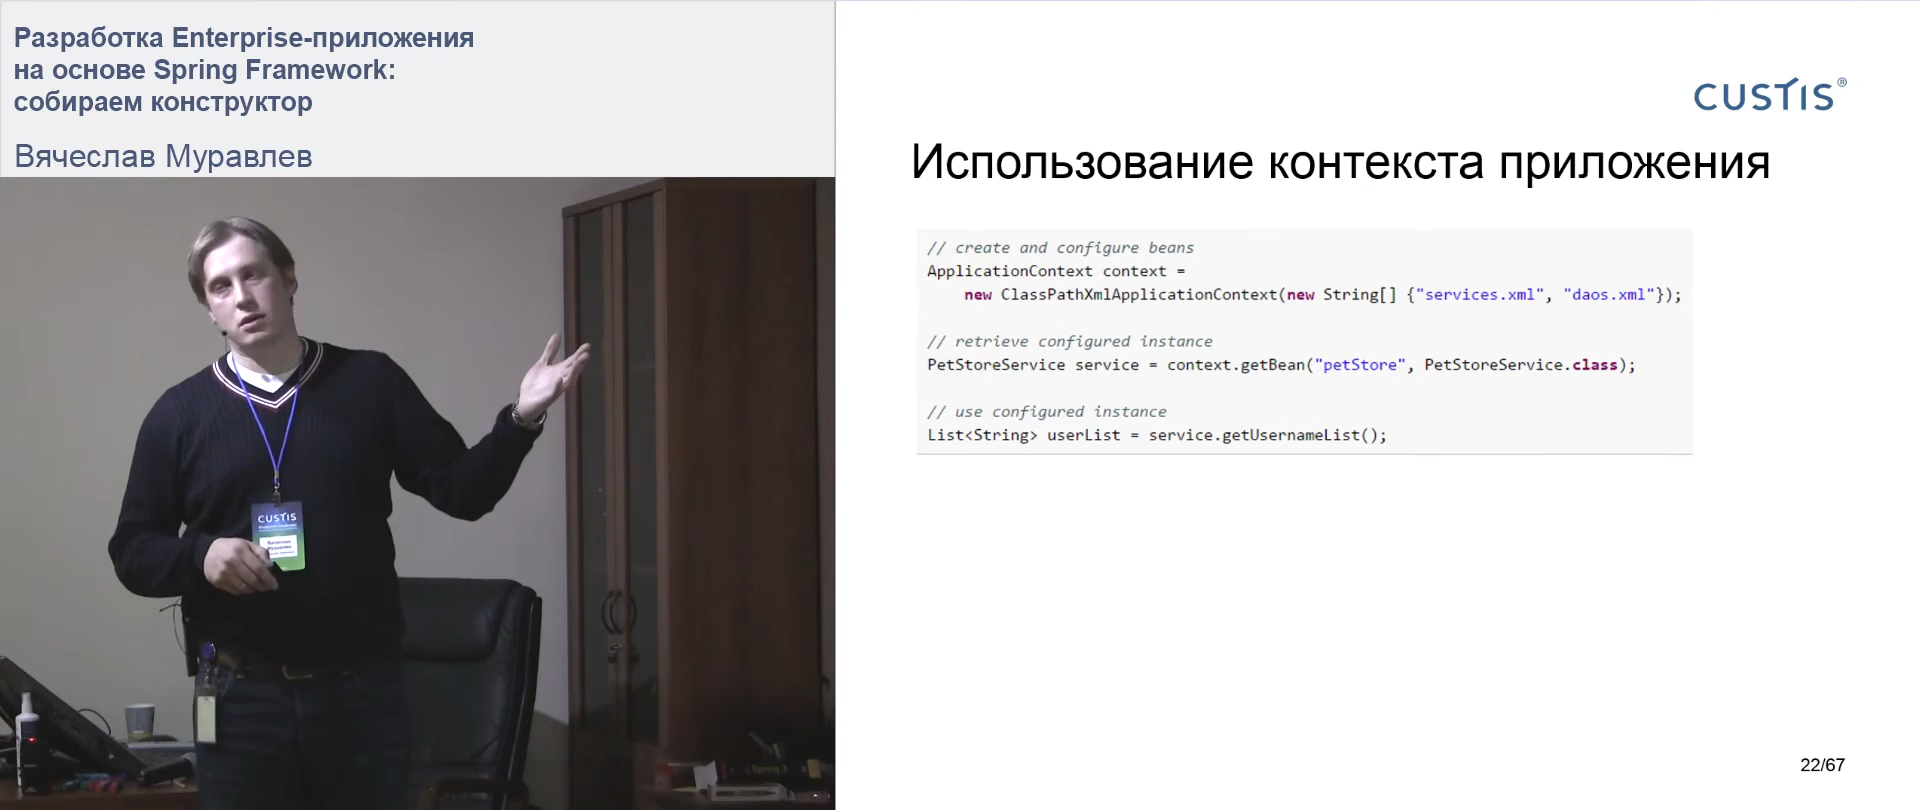 Разработка Enterprise-приложения
на основе Spring Framework:
собираем конструктор
Вячеслав Муравлев
CUSTIS
CUSTIS®
Использование контекста приложения
// create and configure beans
ApplicationContext context =
new ClassPathXmlApplicationContext(new String[] {"services.xml", "daos.xml"});
// retrieve configured instance
PetStoreService service = context.getBean("petStore", PetStoreService.class);
// use configured instance
List<String> userList = service.getUsernameList();
22/67